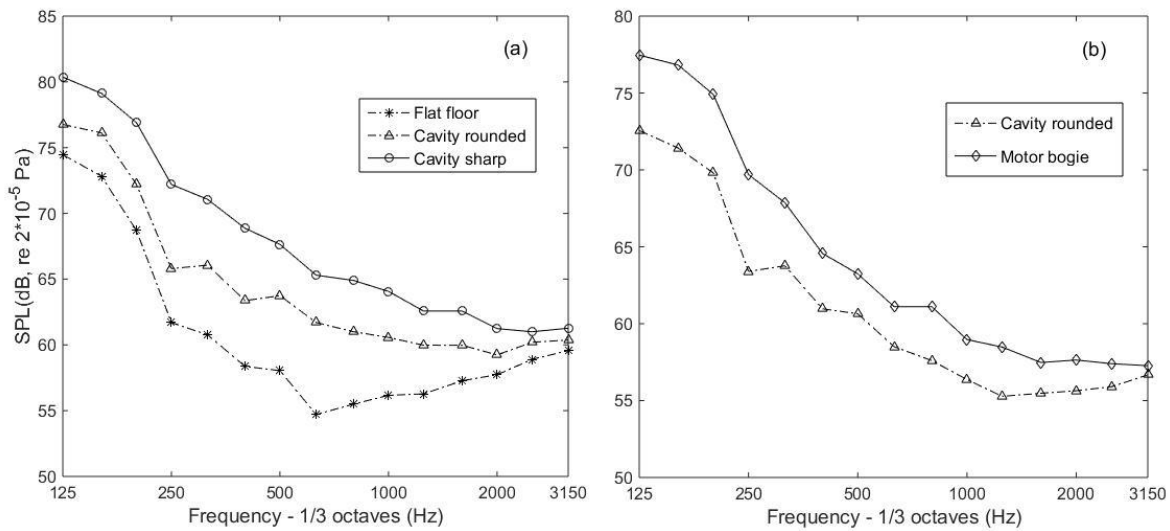 85
80
75
70
65
60
55
50
SPL(dB, re 2*10-5 Pa)
(a)
Flat floor
Cavity rounded
Cavity sharp
125 250 500 1000 2000 3150
Frequency - 1/3 octaves (Hz)
80
75
70
65
60
55
50
(b)
Cavity rounded
Motor bogie
125 250 500 1000 2000 3150
Frequency - 1/3 octaves (Hz)